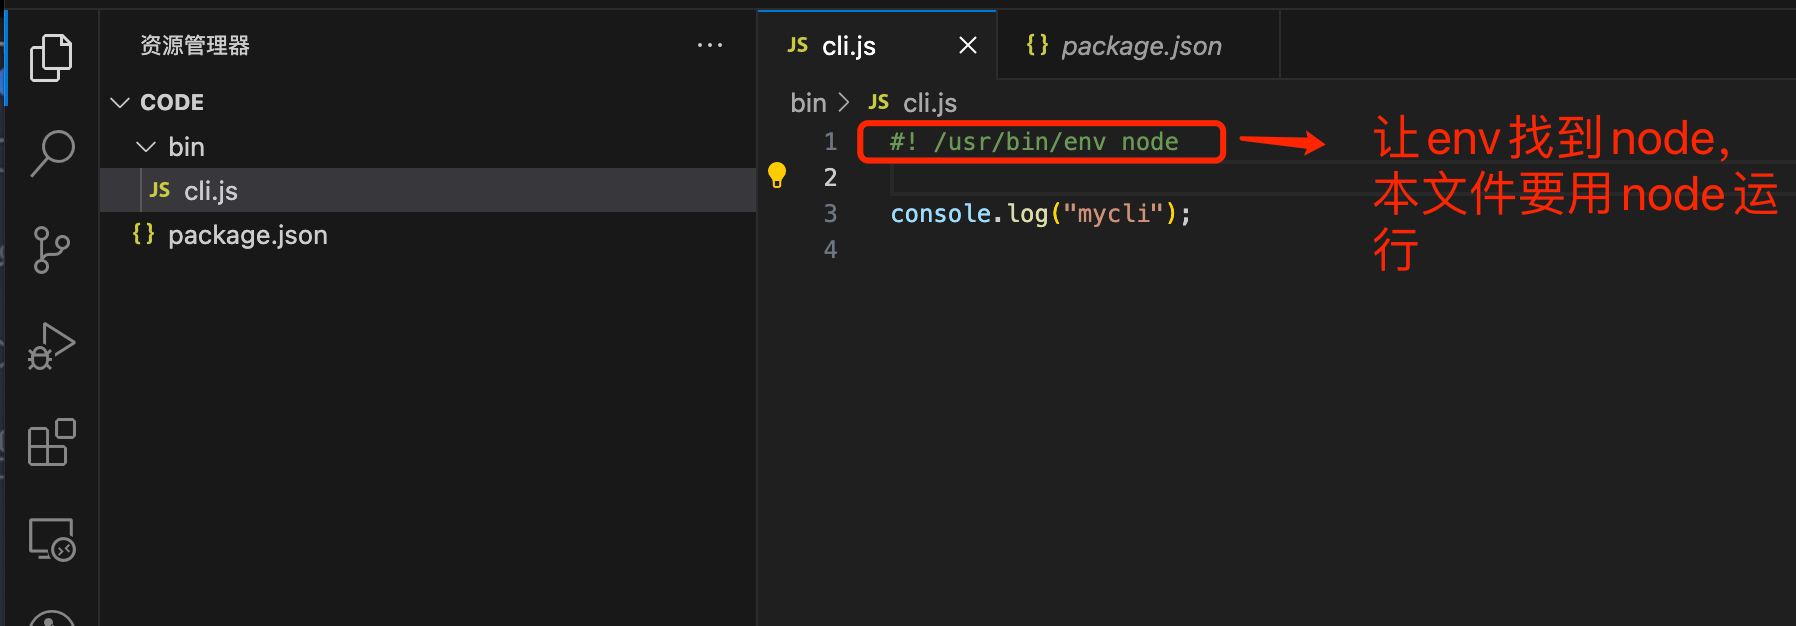 资源管理器 ...
CODE
bin
JS cli.js
{} package.json
JS cli.js
{} package.json
bin > JS cli.js
1 #! /usr/bin/env node
2
3 console.log("mycli");
4
让env找到node，
本文件要用node运
行